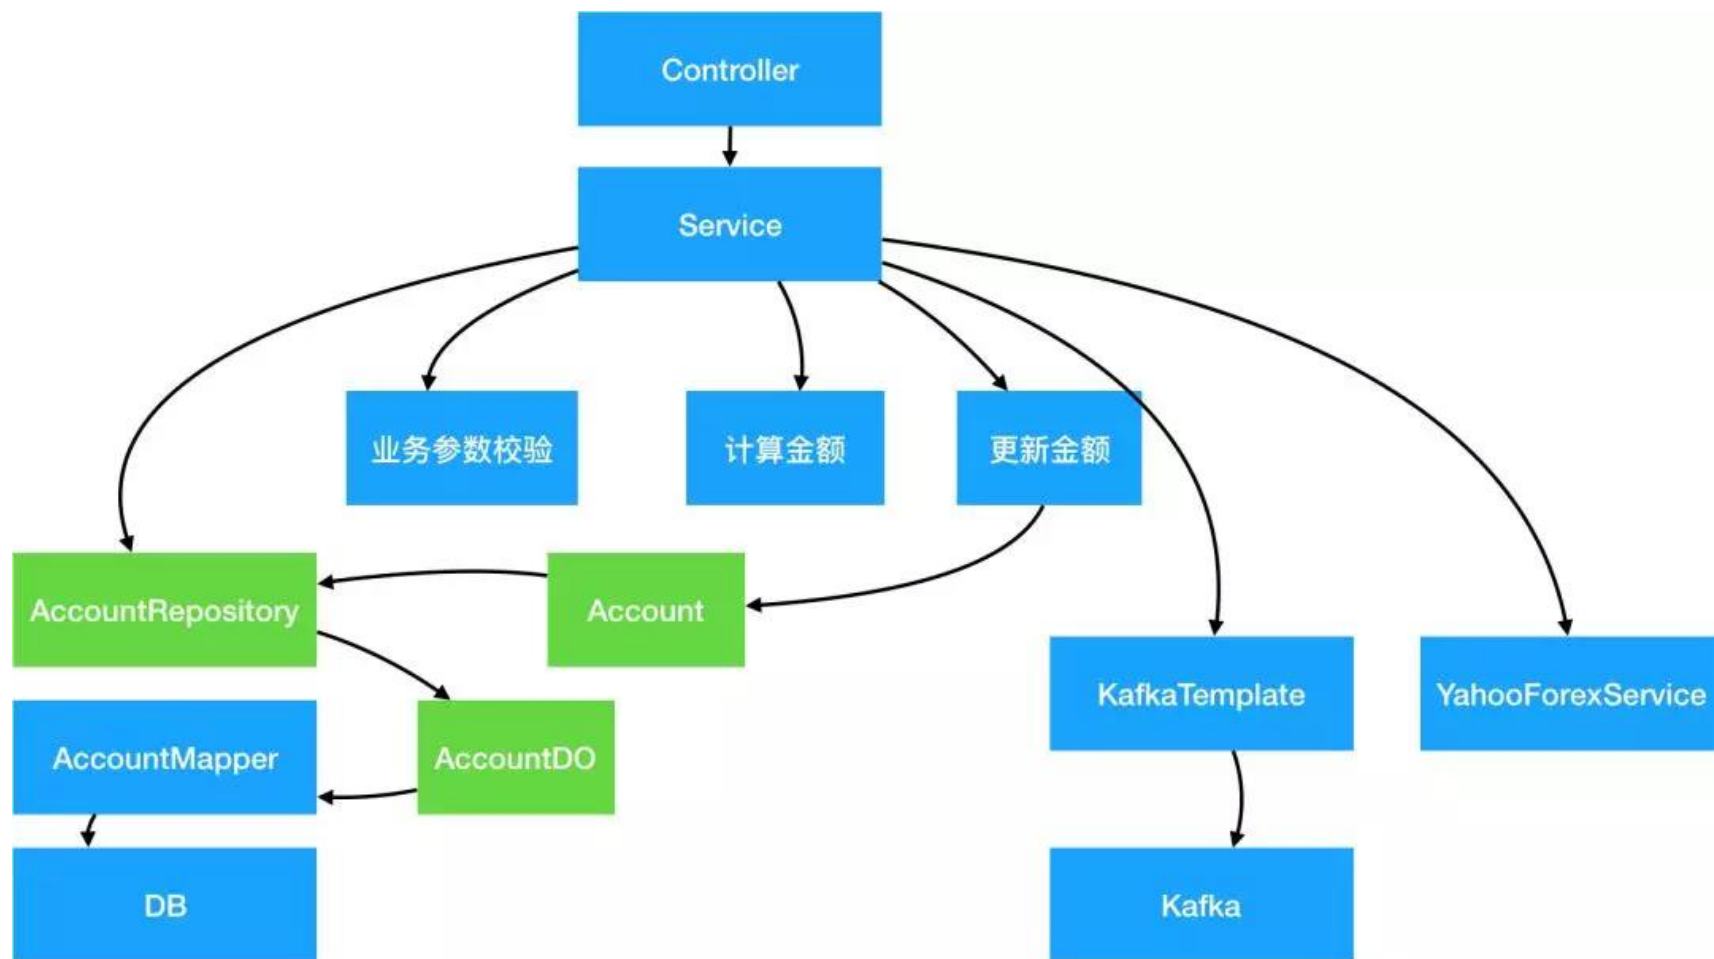 Controller
Service
业务参数校验
计算金额
更新金额
AccountRepository
Account
KafkaTemplate
YahooForexService
AccountMapper
AccountDO
DB
Kafka